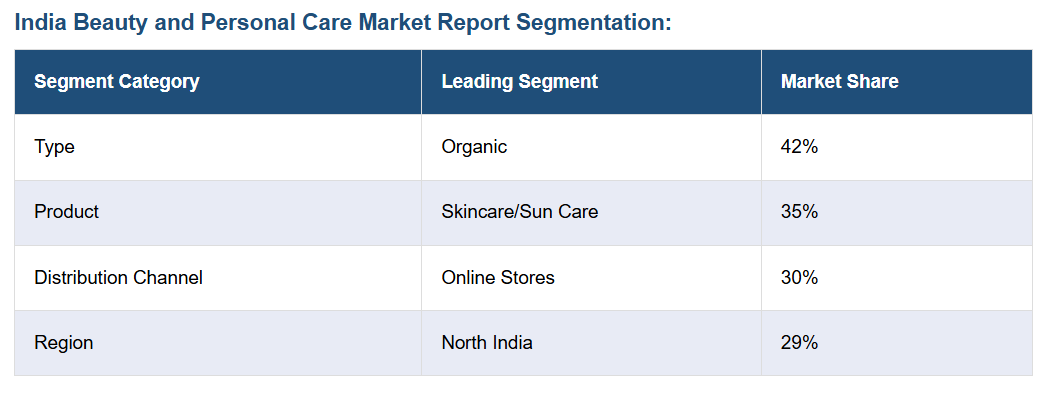 India Beauty and Personal Care Market Report Segmentation:
Segment Category Leading Segment Market Share
Type Organic 42%
Product Skincare/Sun Care 35%
Distribution Channel Online Stores 30%
Region North India 29%